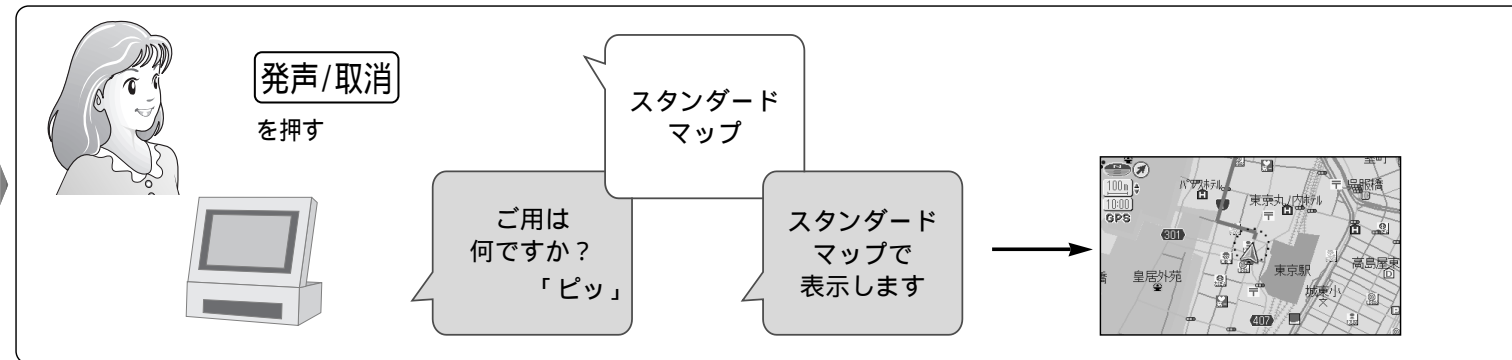 発声/取消
を押す
ご用は
何ですか？
「ピッ」
スタンダード
マップ
スタンダード
マップで
表示します
100m
10:00
GPS
301
皇居外苑
東京丸ノ内ホテル
呉服橋
東京駅
高島屋東
城東小
407